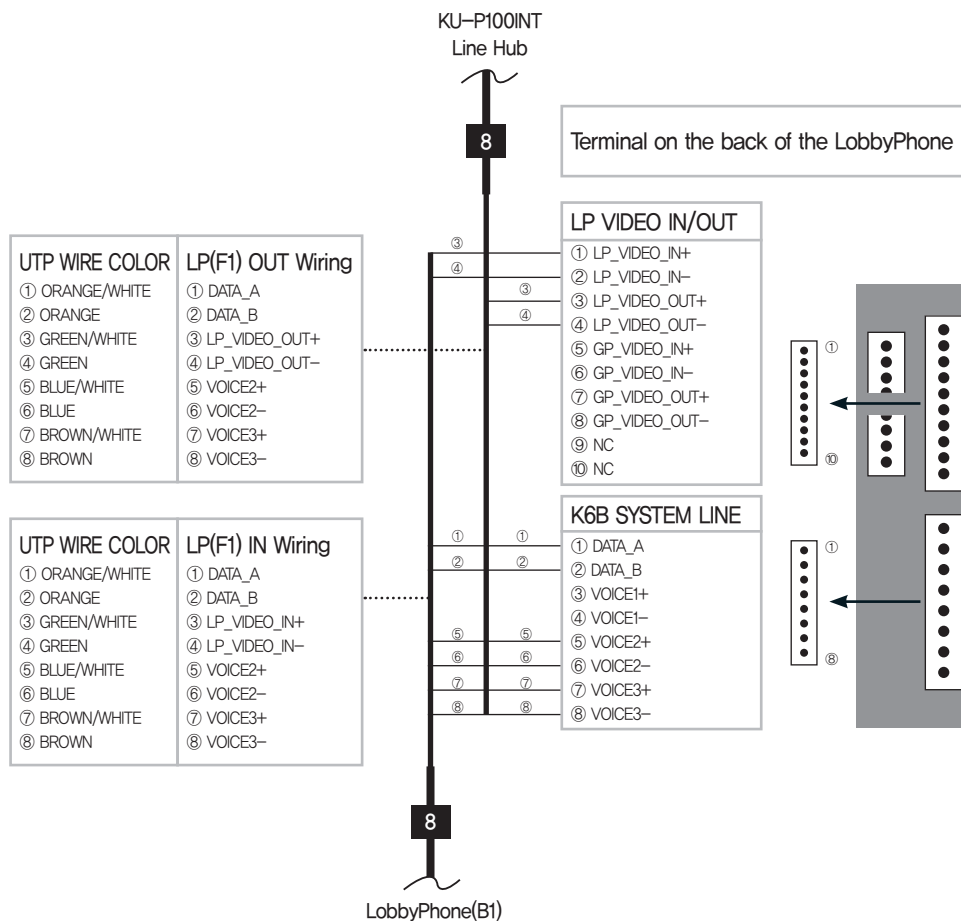 KU-P100INT
Line Hub
8
Terminal on the back of the LobbyPhone
LP VIDEO IN/OUT
① LP_VIDEO_IN+
② LP_VIDEO_IN-
③ LP_VIDEO_OUT+
④ LP_VIDEO_OUT-
⑤ GP_VIDEO_IN+
⑥ GP_VIDEO_IN-
⑦ GP_VIDEO_OUT+
⑧ GP_VIDEO_OUT-
⑨ NC
⑩ NC
③
④
③
④
①
⑩
UTP WIRE COLOR
① ORANGE/WHITE
② ORANGE
③ GREEN/WHITE
④ GREEN
⑤ BLUE/WHITE
⑥ BLUE
⑦ BROWN/WHITE
⑧ BROWN
LP(F1) OUT Wiring
① DATA_A
② DATA_B
③ LP_VIDEO_OUT+
④ LP_VIDEO_OUT-
⑤ VOICE2+
⑥ VOICE2-
⑦ VOICE3+
⑧ VOICE3-
UTP WIRE COLOR
① ORANGE/WHITE
② ORANGE
③ GREEN/WHITE
④ GREEN
⑤ BLUE/WHITE
⑥ BLUE
⑦ BROWN/WHITE
⑧ BROWN
LP(F1) IN Wiring
① DATA_A
② DATA_B
③ LP_VIDEO_IN+
④ LP_VIDEO_IN-
⑤ VOICE2+
⑥ VOICE2-
⑦ VOICE3+
⑧ VOICE3-
① ①
② ②
⑤ ⑤
⑥ ⑥
⑦ ⑦
⑧ ⑧
K6B SYSTEM LINE
① DATA_A
② DATA_B
③ VOICE1+
④ VOICE1-
⑤ VOICE2+
⑥ VOICE2-
⑦ VOICE3+
⑧ VOICE3-
①
⑧
8
LobbyPhone(B1)